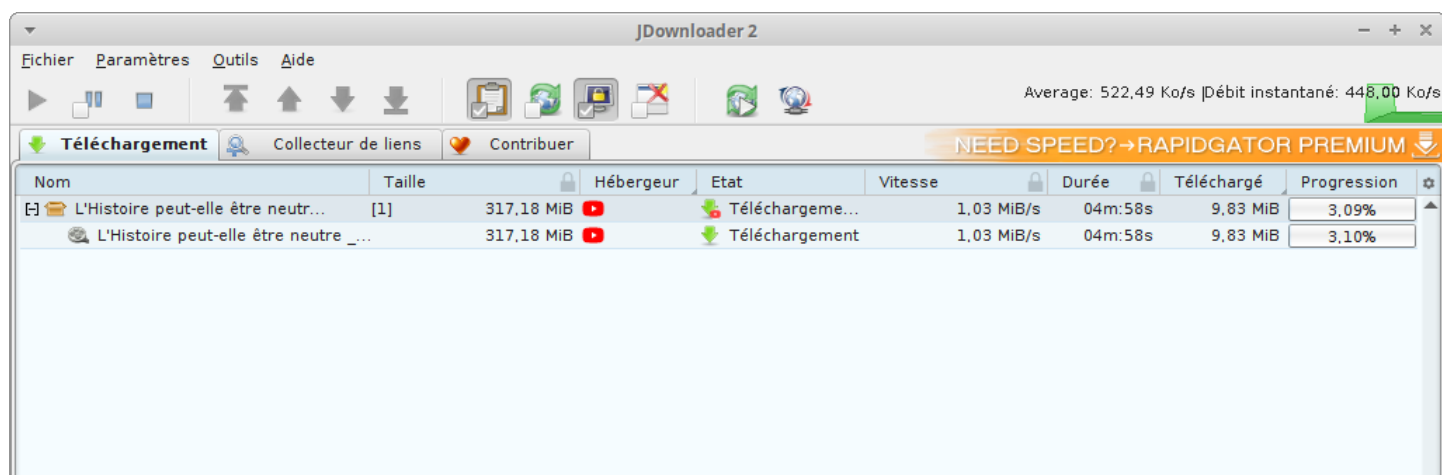 JDownloader 2
Fichier Paramètres Outils Aide
Average: 522,49 Ko/s |Débit instantané: 448,00 Ko/s
Téléchargement Collecteur de liens Contribuer NEED SPEED?→RAPIDGATOR PREMIUM
Nom Taille Hébergeur Etat Vitesse Durée Téléchargé Progression
L'Histoire peut-elle être neutr... [1] 317,18 MiB Téléchargeme... 1,03 MiB/s 04m:58s 9,83 MiB 3,09%
L'Histoire peut-elle être neutre _... 317,18 MiB Téléchargement 1,03 MiB/s 04m:58s 9,83 MiB 3,10%